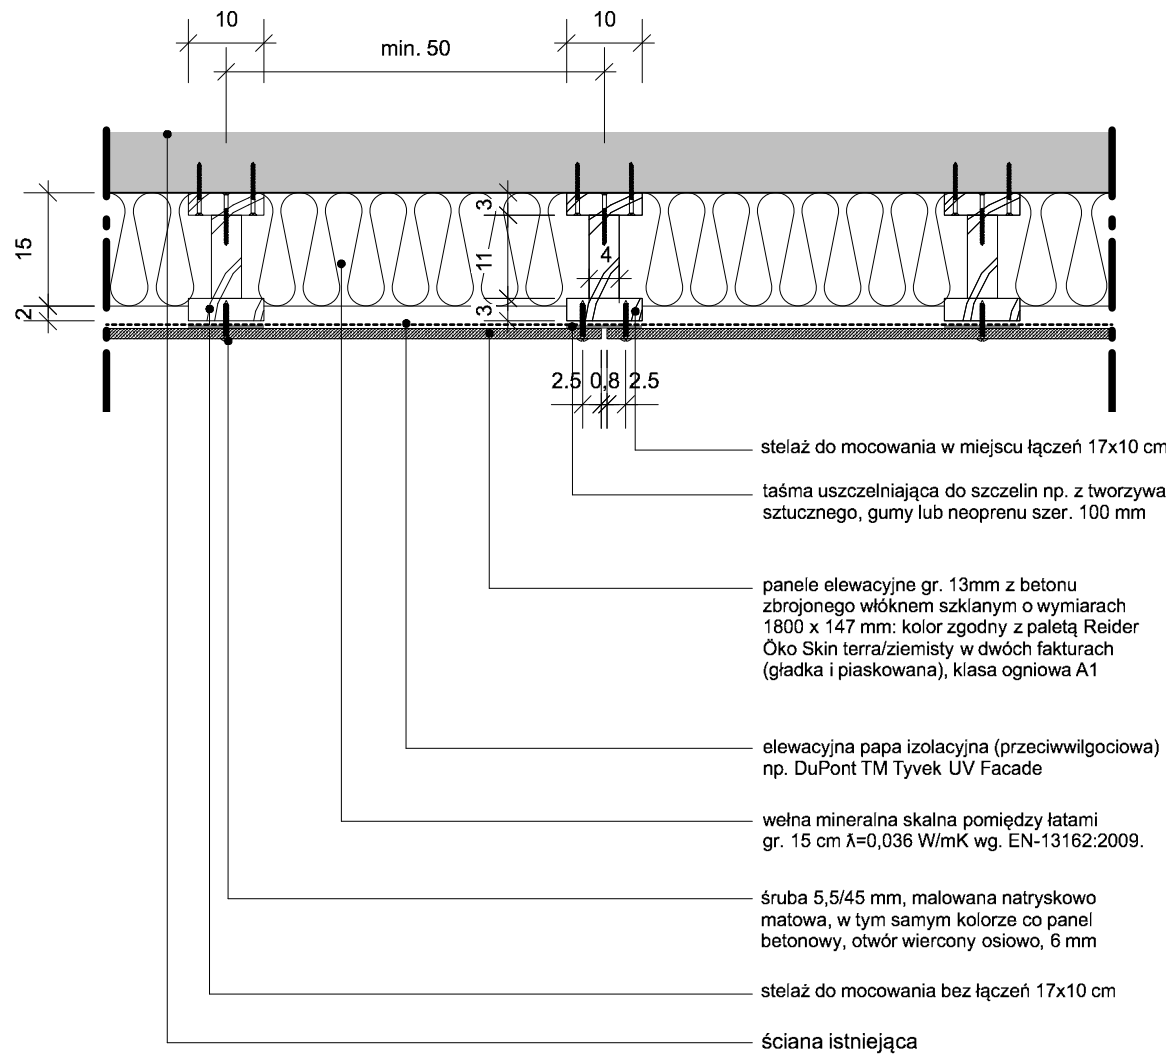 10
10
min. 50
3
15
11
4
2
3
2.5 0,8 2.5
stelaż do mocowania w miejscu łączeń 17x10 cm
taśma uszczelniająca do szczelin np. z tworzywa
sztucznego, gumy lub neoprenu szer. 100 mm
panele elewacyjne gr. 13mm z betonu
zbrojonego włóknem szklanym o wymiarach
1800 x 147 mm: kolor zgodny z paletą Reider
Öko Skin terra/ziemisty w dwóch fakturach
(gładka i piaskowana), klasa ogniowa A1
elewacyjna papa izolacyjna (przeciwwilgociowa)
np. DuPont TM Tyvek UV Facade
wełna mineralna skalna pomiędzy łatami
gr. 15 cm ƛ=0,036 W/mK wg. EN-13162:2009.
śruba 5,5/45 mm, malowana natryskowo
matowa, w tym samym kolorze co panel
betonowy, otwór wiercony osiowo, 6 mm
stelaż do mocowania bez łączeń 17x10 cm
ściana istniejąca